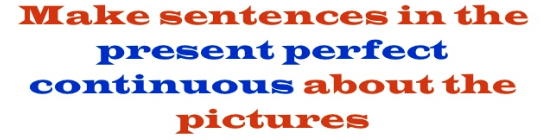 Make sentences in the
present perfect
continuous about the
pictures